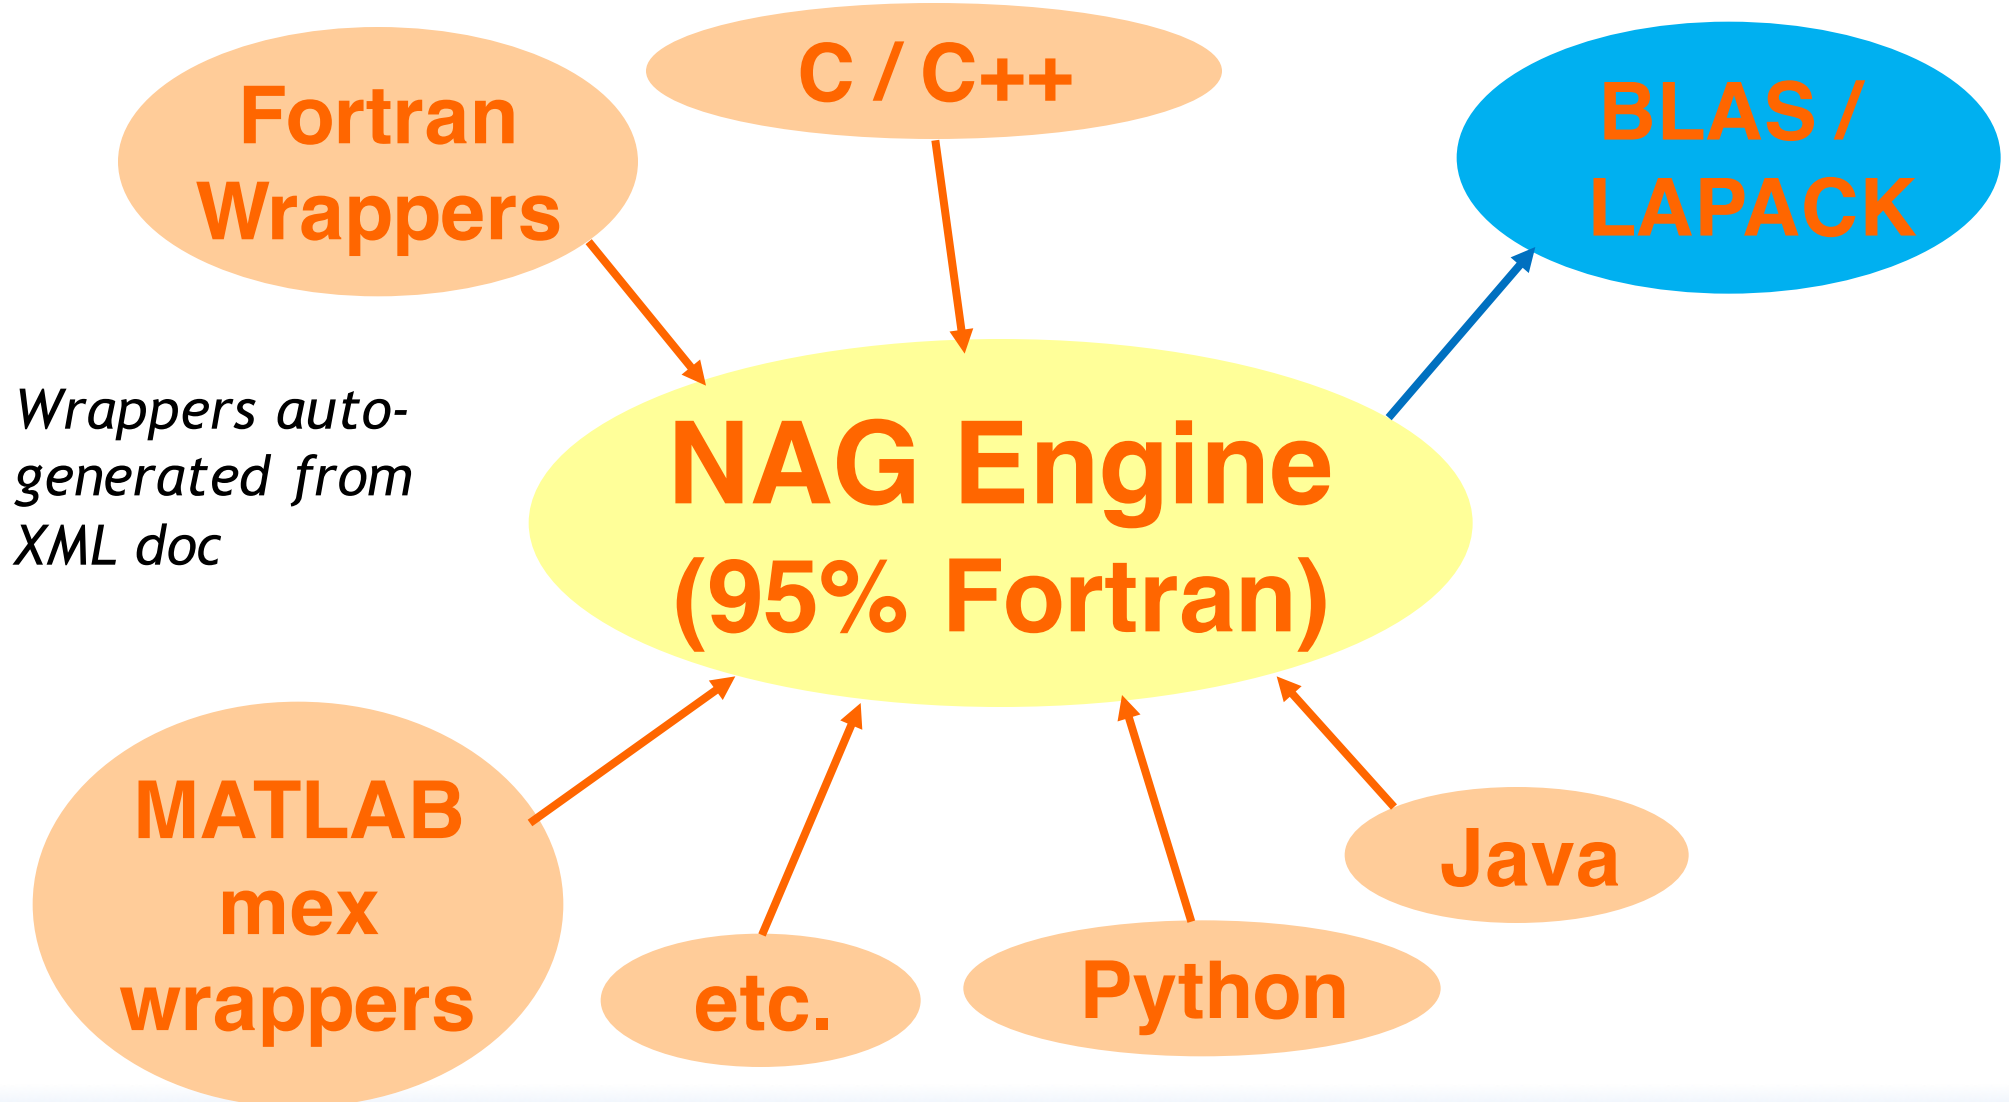 Fortran
Wrappers
C / C++
BLAS /
LAPACK
Wrappers auto-
generated from
XML doc
NAG Engine
(95% Fortran)
MATLAB
mex
wrappers
etc.
Python
Java